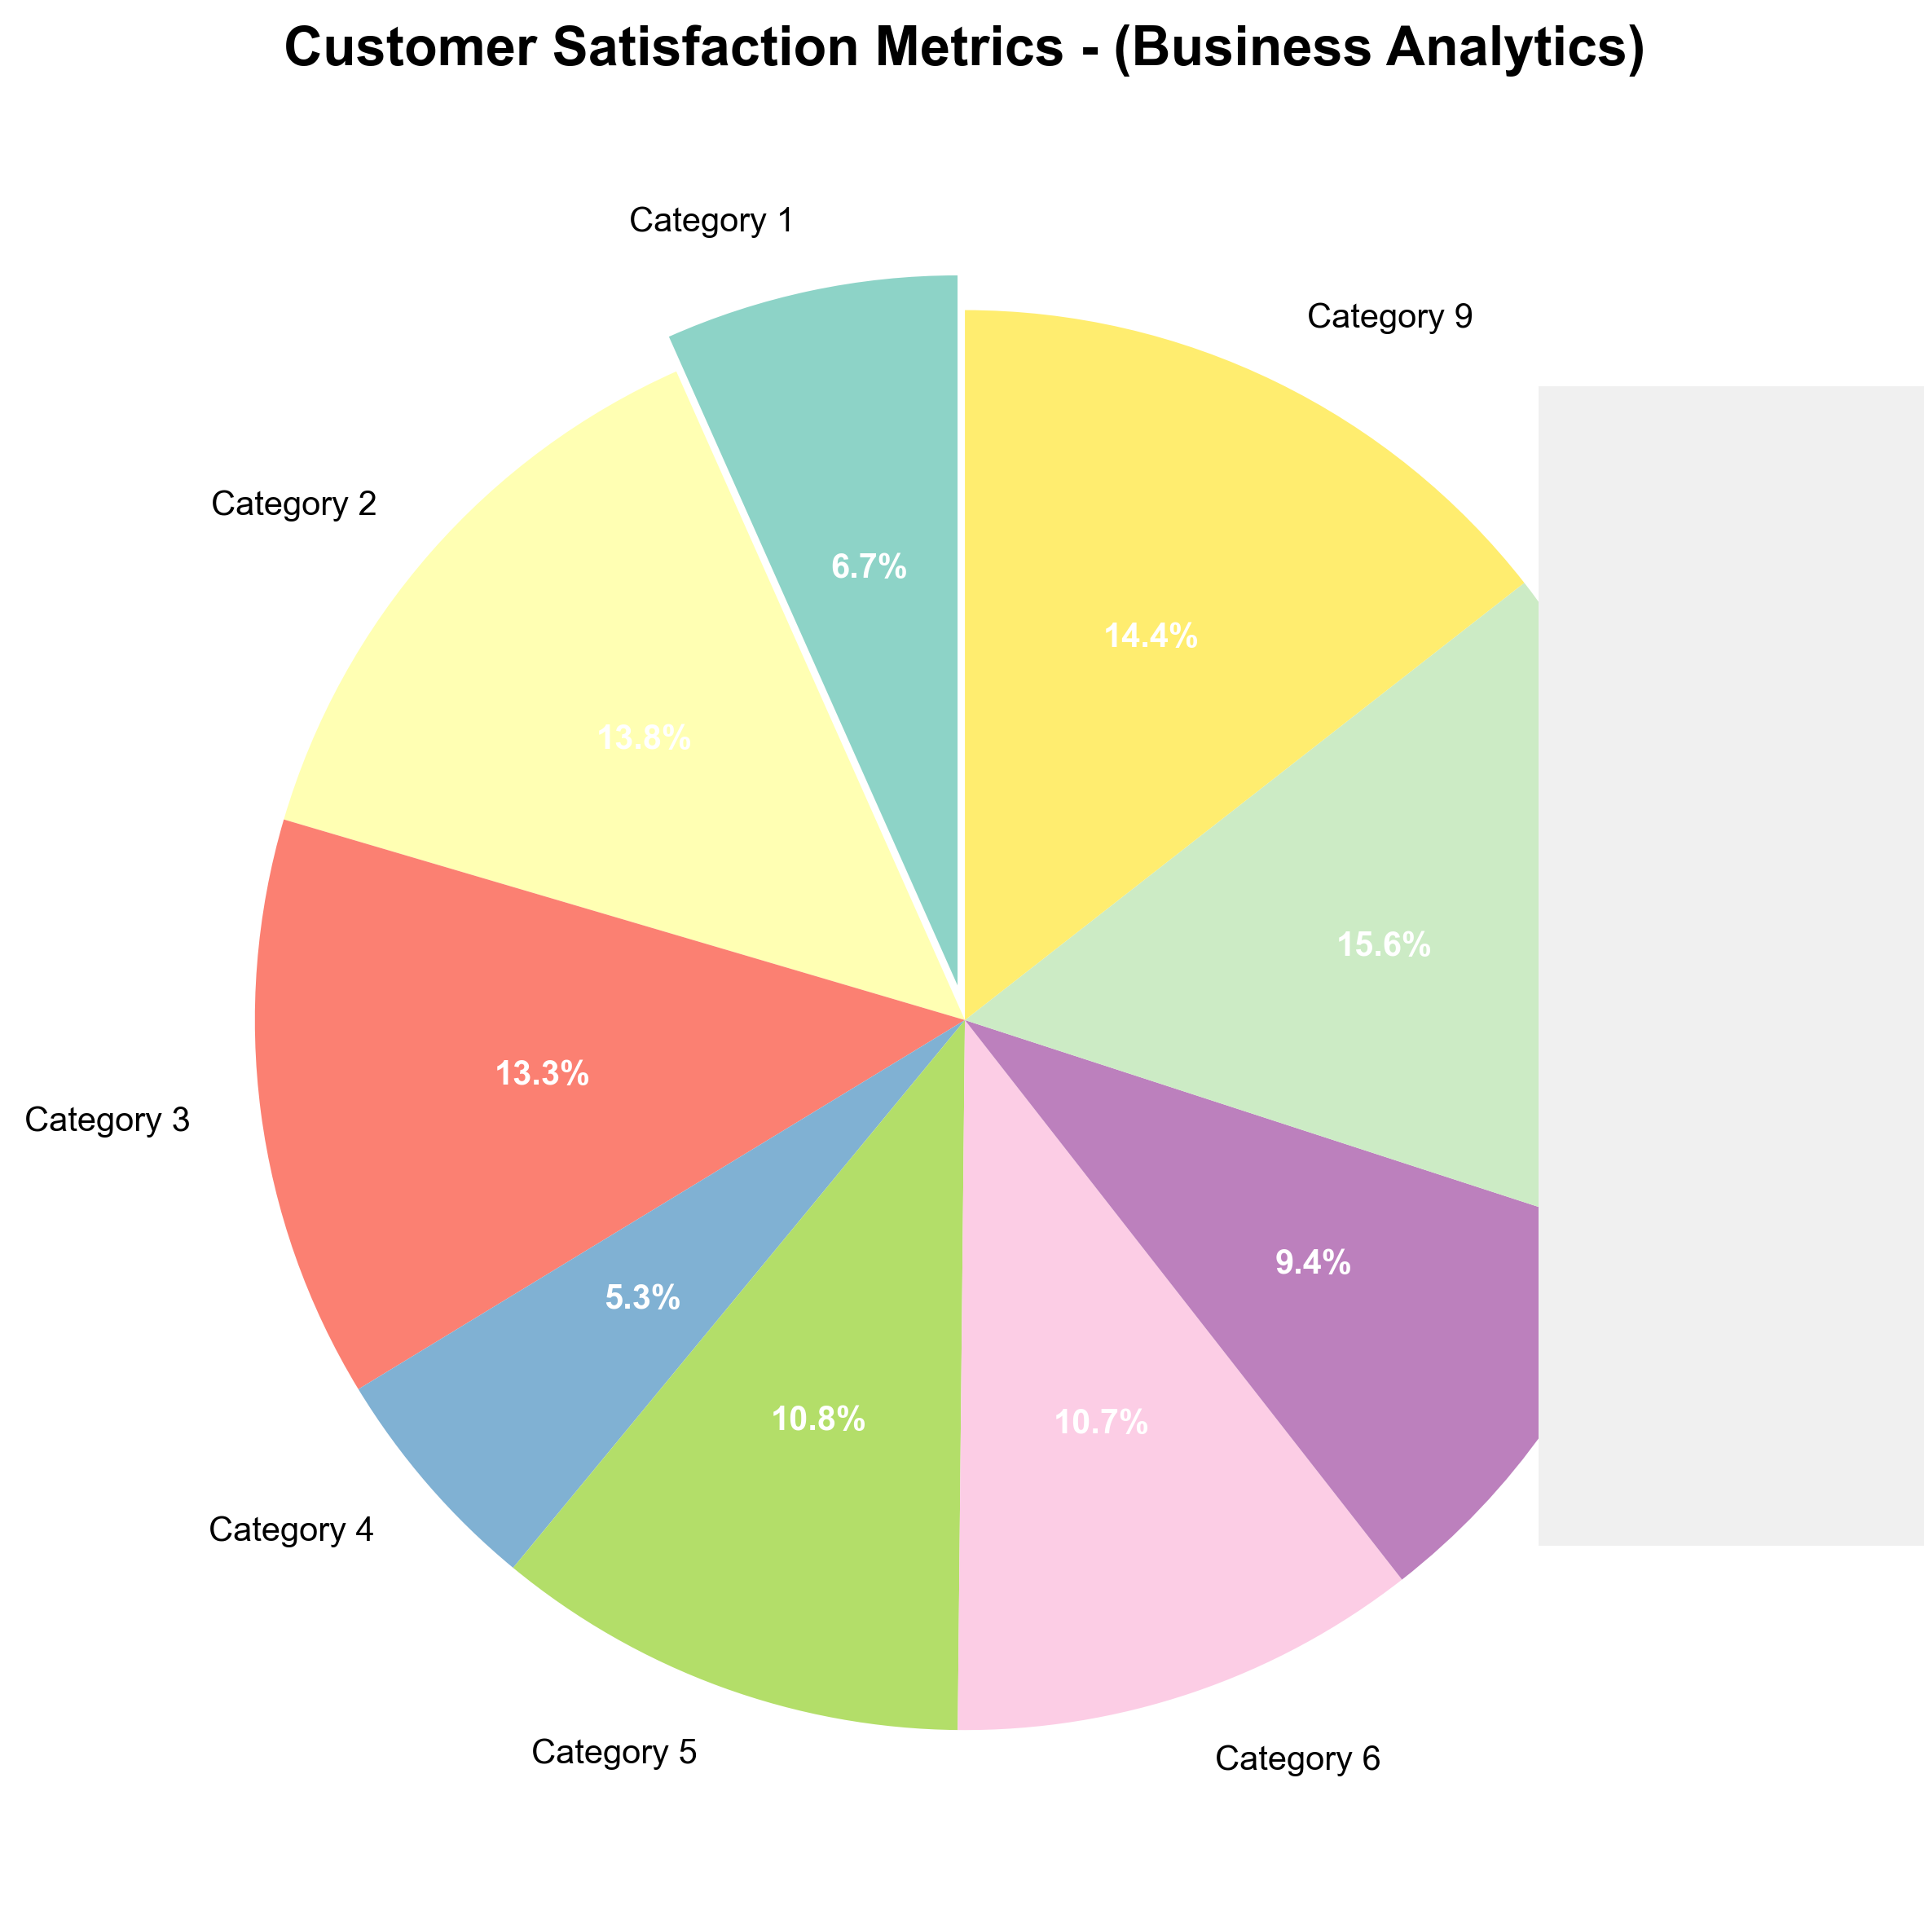 Customer Satisfaction Metrics - (Business Analytics)
Category 1
Category 9
Category 2
6.7%
14.4%
13.8%
15.6%
13.3%
Category 3
9.4%
5.3%
10.8%
10.7%
Category 4
Category 5
Category 6